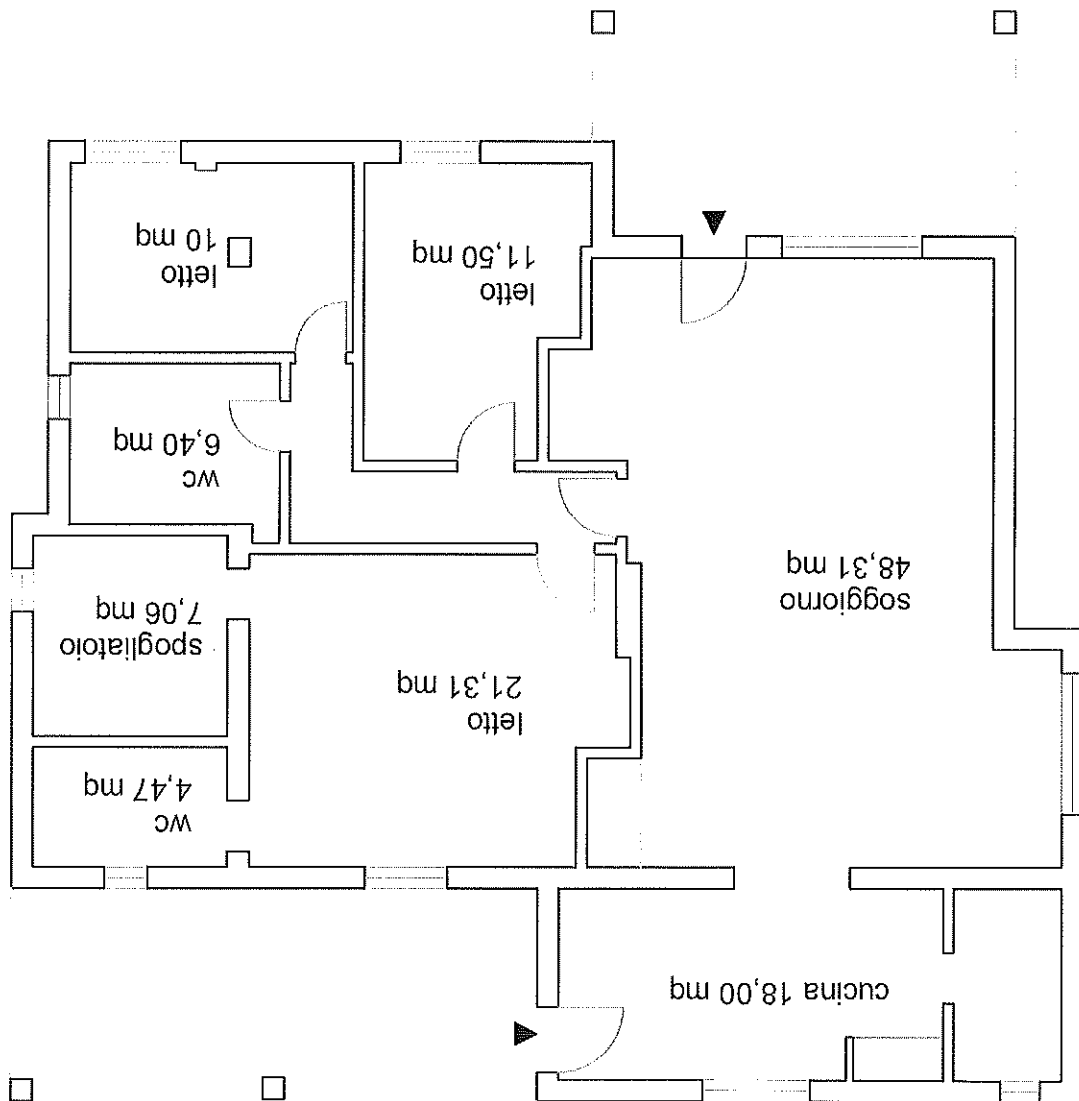 cucina 18,00 mq
wc
4,47 mq
letto
21,31 mq
spogliatoio
7,06 mq
soggiorno
48,31 mq
wc
6,40 mq
letto
11,50 mq
letto
10 mq